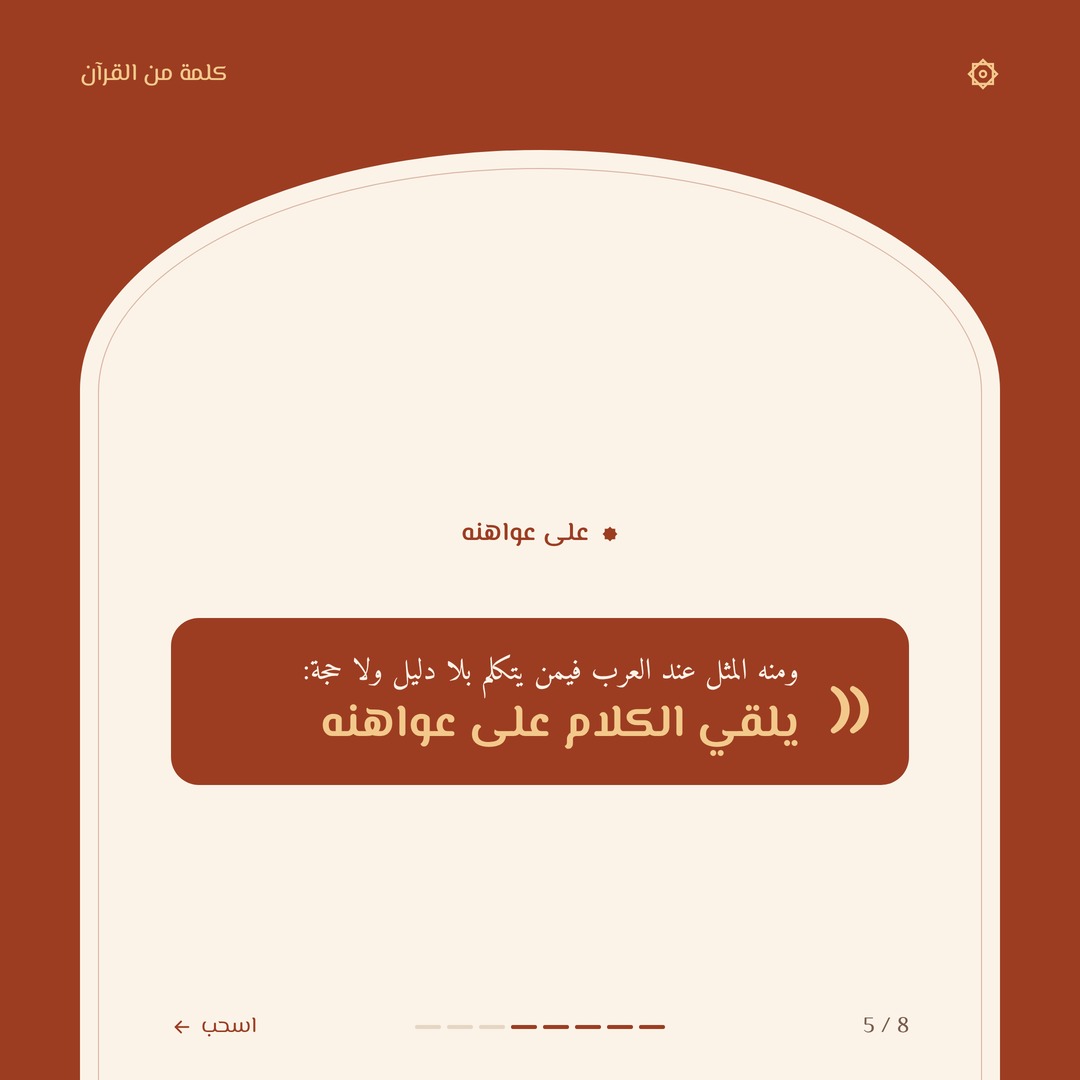 كلمة من القرآن
على عواهنه
ومنه المثل عند العرب فيمن يتكلم بلا دليل ولا حجة:
يلقي الكلام على عواهنه
5 / 8
اسحب ←